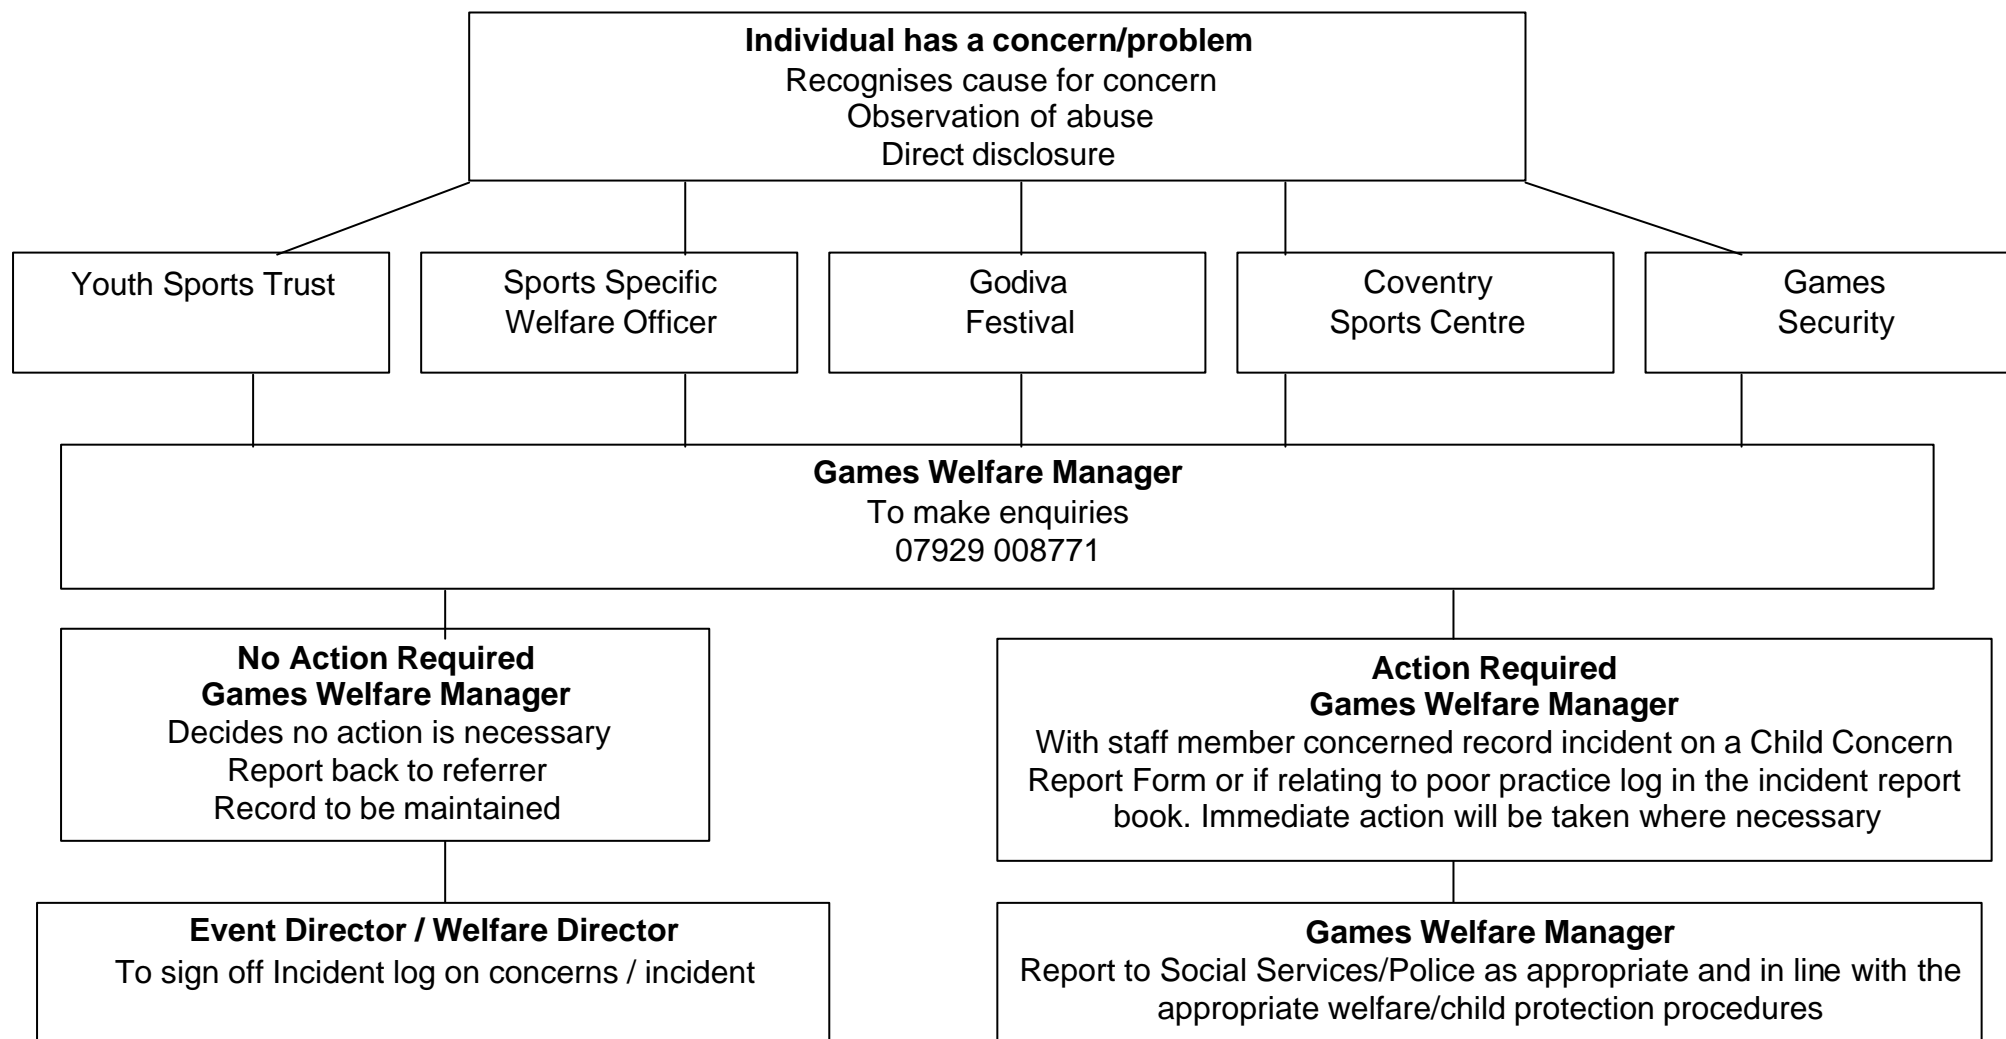 Individual has a concern/problem
Recognises cause for concern
Observation of abuse
Direct disclosure
Youth Sports Trust
Sports Specific
Welfare Officer
Godiva
Festival
Coventry
Sports Centre
Games
Security
Games Welfare Manager
To make enquiries
07929 008771
No Action Required
Games Welfare Manager
Decides no action is necessary
Report back to referrer
Record to be maintained
Action Required
Games Welfare Manager
With staff member concerned record incident on a Child Concern
Report Form or if relating to poor practice log in the incident report
book. Immediate action will be taken where necessary
Event Director / Welfare Director
To sign off Incident log on concerns / incident
Games Welfare Manager
Report to Social Services/Police as appropriate and in line with the
appropriate welfare/child protection procedures